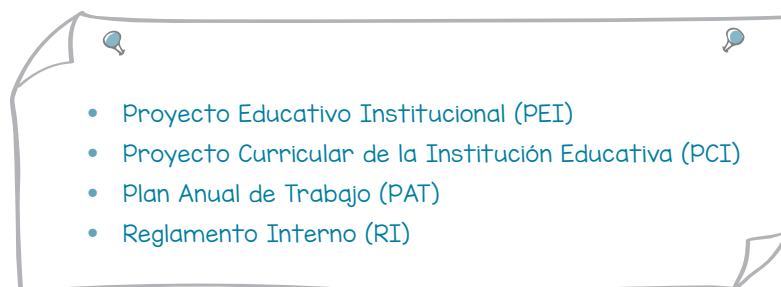 • Proyecto Educativo Institucional (PEI)
• Proyecto Curricular de la Institución Educativa (PCI)
• Plan Anual de Trabajo (PAT)
• Reglamento Interno (RI)